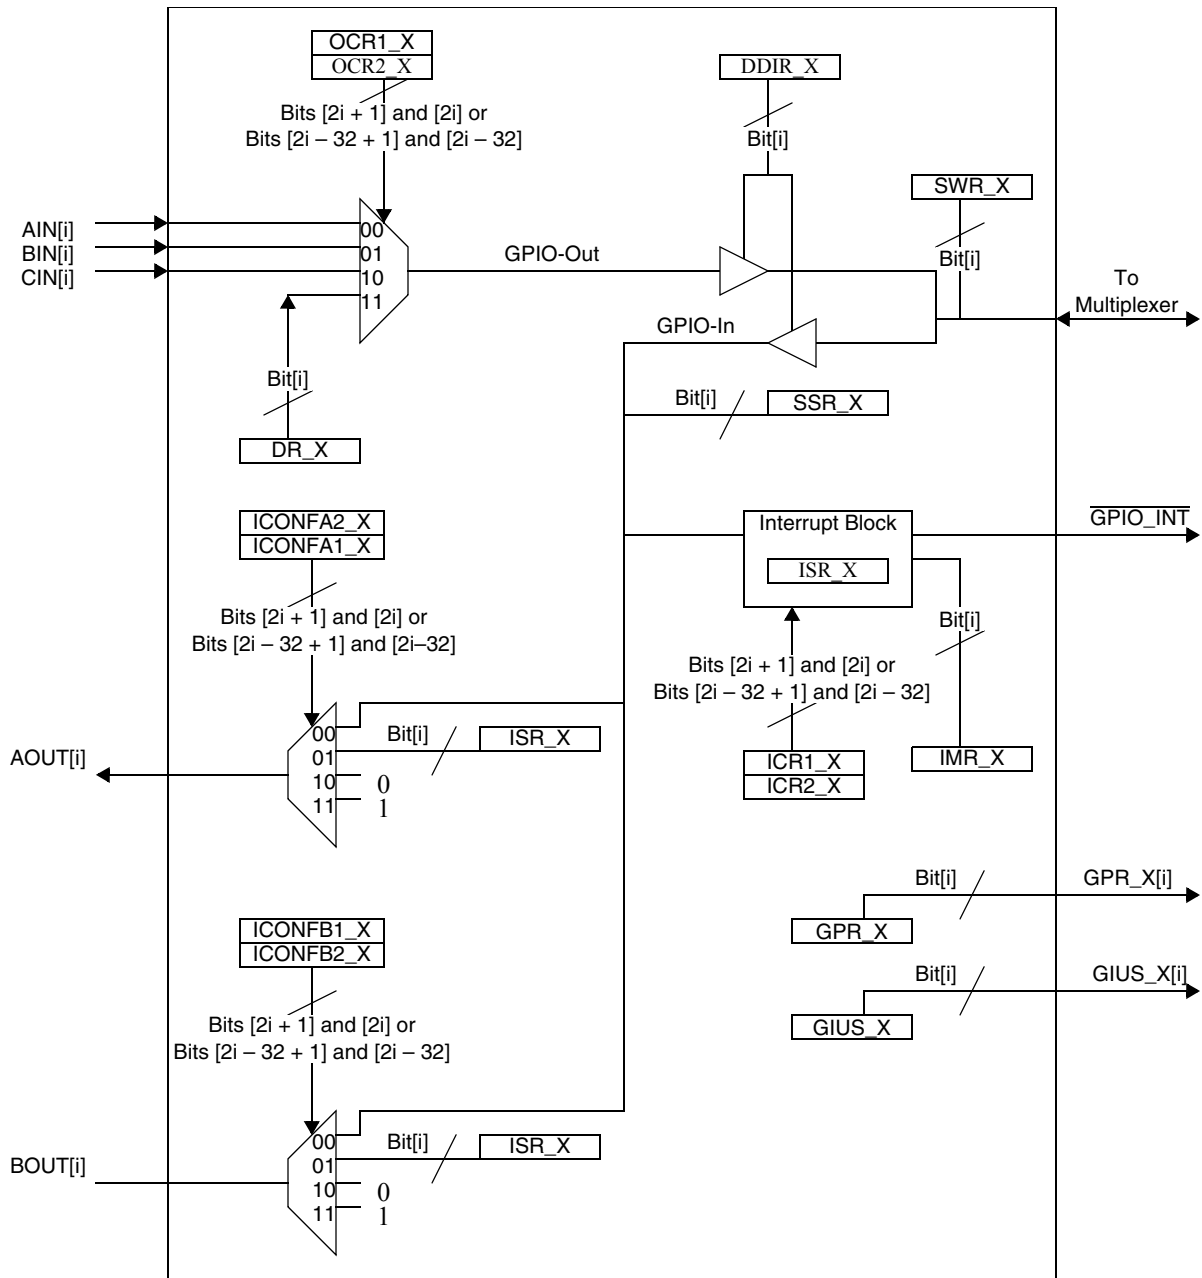 OCR1_X
OCR2_X
Bits [2i + 1] and [2i] or
Bits [2i – 32 + 1] and [2i – 32]
DDIR_X
Bit[i]
SWR_X
Bit[i]
AIN[i]
BIN[i]
CIN[i]
00
01
10
11
GPIO-Out
GPIO-In
To
Multiplexer
Bit[i]
DR_X
Bit[i]
SSR_X
ICONFA2_X
ICONFA1_X
Bits [2i + 1] and [2i] or
Bits [2i – 32 + 1] and [2i–32]
Interrupt Block
ISR_X
GPIO_INT
Bit[i]
Bits [2i + 1] and [2i] or
Bits [2i – 32 + 1] and [2i – 32]
ICR1_X
ICR2_X
IMR_X
AOUT[i]
00
01
10
11
Bit[i]
ISR_X
0
1
Bit[i]
GPR_X[i]
GPR_X
Bit[i]
GIUS_X[i]
GIUS_X
ICONFB1_X
ICONFB2_X
Bits [2i + 1] and [2i] or
Bits [2i – 32 + 1] and [2i – 32]
BOUT[i]
00
01
10
11
Bit[i]
ISR_X
0
1